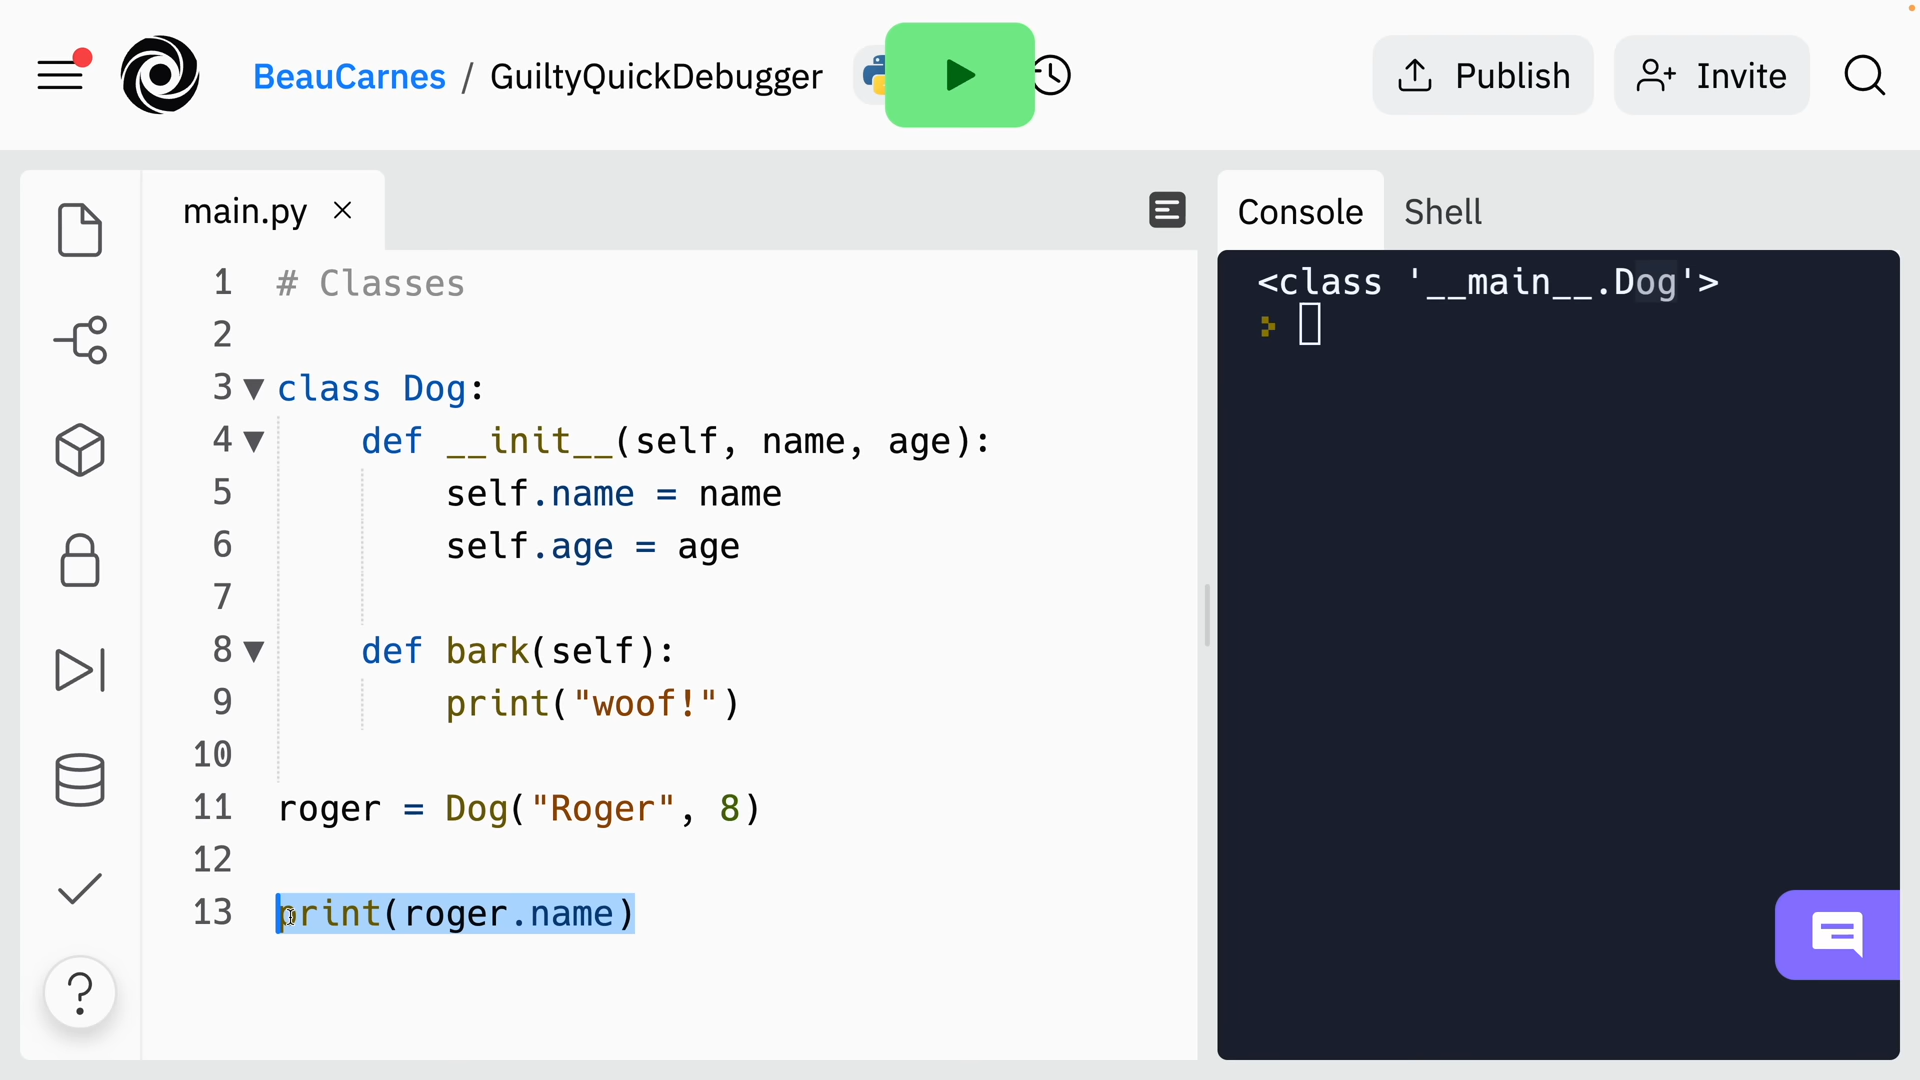 BeauCarnes / GuiltyQuickDebugger
Publish
Invite
main.py
Console
Shell
1 # Classes
2
3 class Dog:
4 def __init__(self, name, age):
5 self.name = name
6 self.age = age
7
8 def bark(self):
9 print("woof!")
10
11 roger = Dog("Roger", 8)
12
13 print(roger.name)
<class '__main__.Dog'>